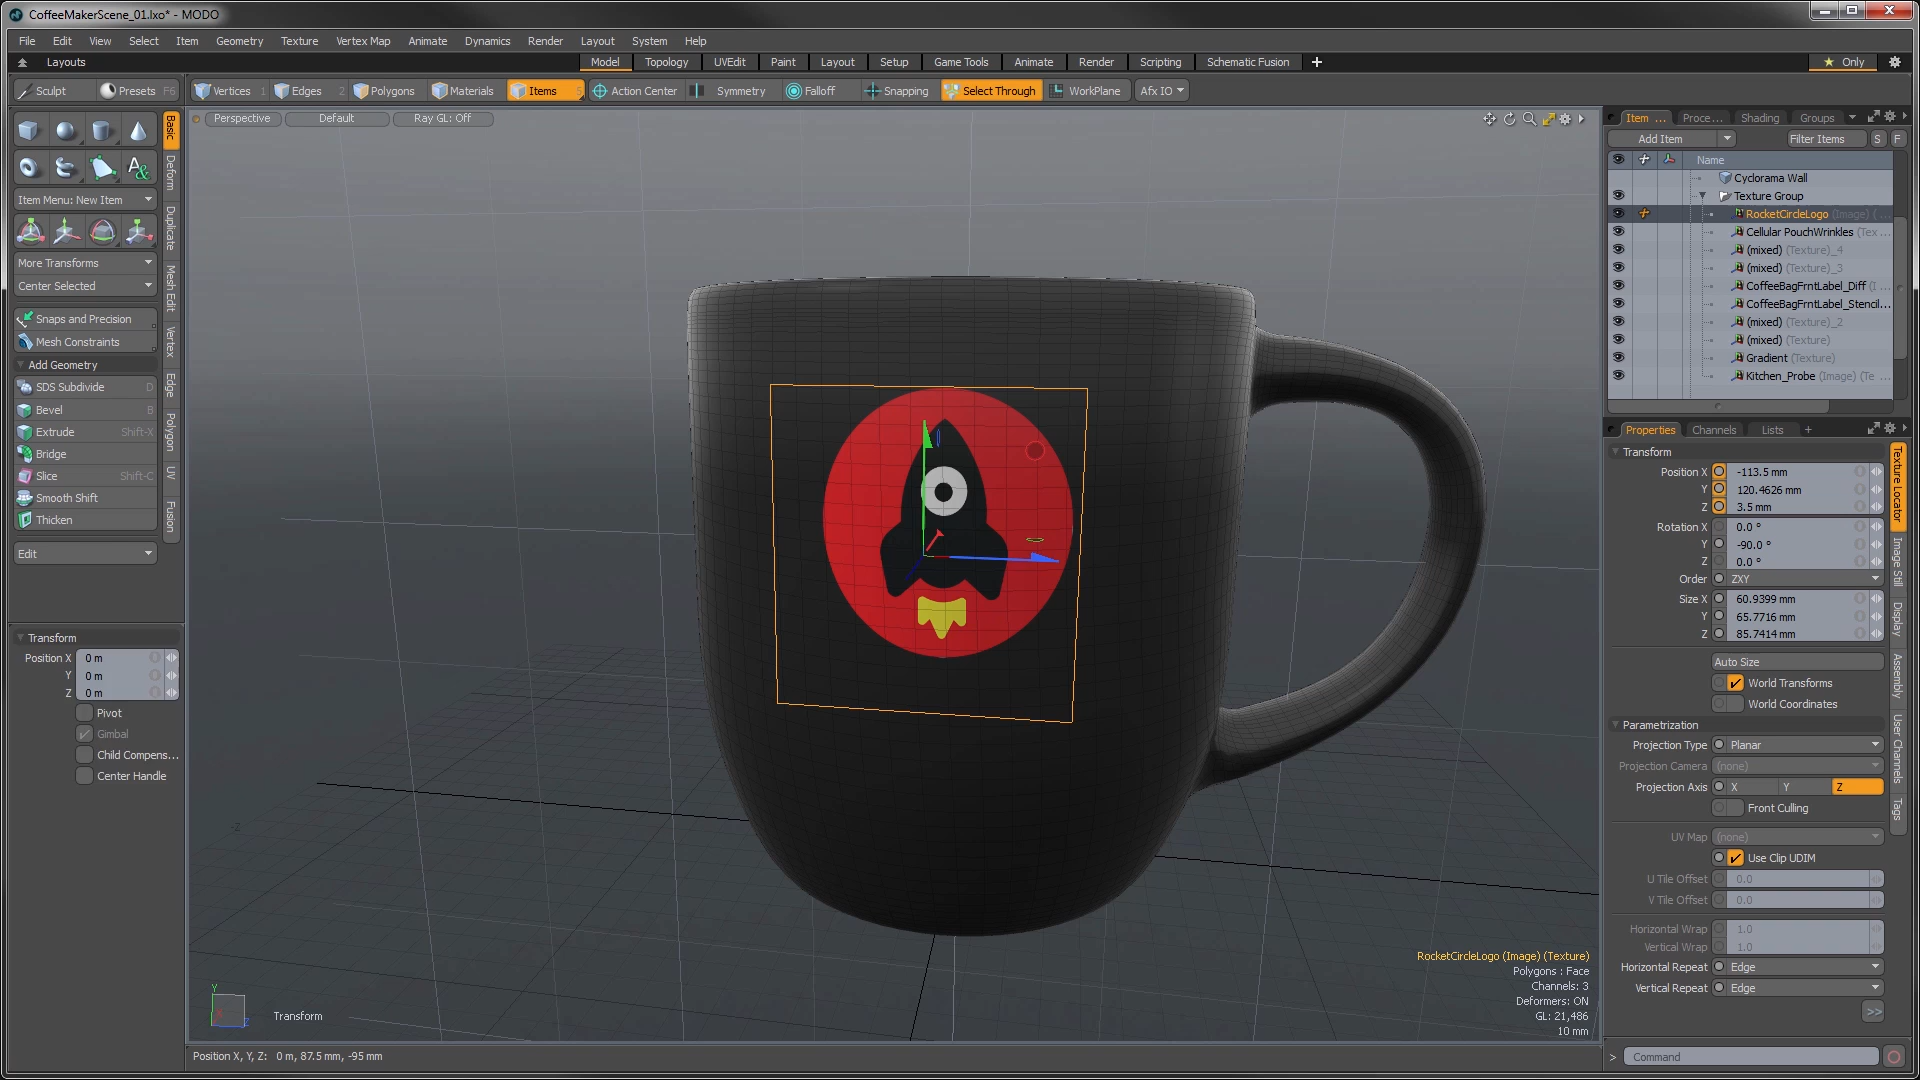 CoffeeMakerScene_01.lxo* - MODO
File Edit View Select Item Geometry Texture Vertex Map Animate Dynamics Render Layout System Help
Layouts
Model Topology UVEdit Paint Layout Setup Game Tools Animate Render Scripting Schematic Fusion
Only
Sculpt Presets F6
Vertices 1 Edges 2 Polygons Materials Items 5 Action Center Symmetry Falloff Snapping Select Through WorkPlane Afx IO
Perspective Default Ray GL: Off
Basic
Deform
Duplicate
Mesh Edit
Vertex
Edge
Polygon
UV
Fusion
Item Menu: New Item
More Transforms
Center Selected
Snaps and Precision
Mesh Constraints
Add Geometry
SDS Subdivide D
Bevel B
Extrude Shift-X
Bridge
Slice Shift-C
Smooth Shift
Thicken
Edit
Transform
Position X 0 m
Y 0 m
Z 0 m
Pivot
Gimbal
Child Compens...
Center Handle
-Z
Y
Z
Transform
RocketCircleLogo (Image) (Texture)
Polygons : Face
Channels: 3
Deformers: ON
GL: 21,486
10 mm
Position X, Y, Z: 0 m, 87.5 mm, -95 mm
Item ... Proce... Shading Groups
Add Item Filter Items S F
Name
Cyclorama Wall
Texture Group
RocketCircleLogo (Image) ( ...
Cellular PouchWrinkles (Tex ...
(mixed) (Texture)_4
(mixed) (Texture)_3
CoffeeBagFrntLabel_Diff (I ...
CoffeeBagFrntLabel_Stencil...
(mixed) (Texture)_2
(mixed) (Texture)
Gradient (Texture)
Kitchen_Probe (Image) (Te ...
Properties Channels Lists +
Transform
Position X -113.5 mm
Y 120.4626 mm
Z 3.5 mm
Rotation X 0.0 °
Y -90.0 °
Z 0.0 °
Order ZXY
Size X 60.9399 mm
Y 65.7716 mm
Z 85.7414 mm
Auto Size
World Transforms
World Coordinates
Parametrization
Projection Type Planar
Projection Camera (none)
Projection Axis X Y Z
Front Culling
UV Map (none)
Use Clip UDIM
U Tile Offset 0.0
V Tile Offset 0.0
Horizontal Wrap 1.0
Vertical Wrap 1.0
Horizontal Repeat Edge
Vertical Repeat Edge
>>
Texture Locator
Image Still
Display
Assembly
User Channels
Tags
> Command